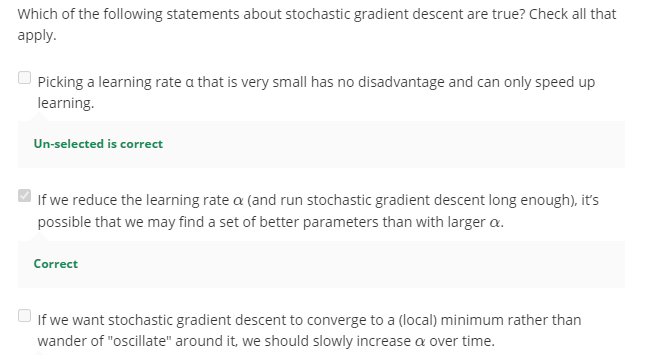 Which of the following statements about stochastic gradient descent are true? Check all that
apply.
Picking a learning rate α that is very small has no disadvantage and can only speed up
learning.
Un-selected is correct
If we reduce the learning rate α (and run stochastic gradient descent long enough), it's
possible that we may find a set of better parameters than with larger α.
Correct
If we want stochastic gradient descent to converge to a (local) minimum rather than
wander of "oscillate" around it, we should slowly increase α over time.